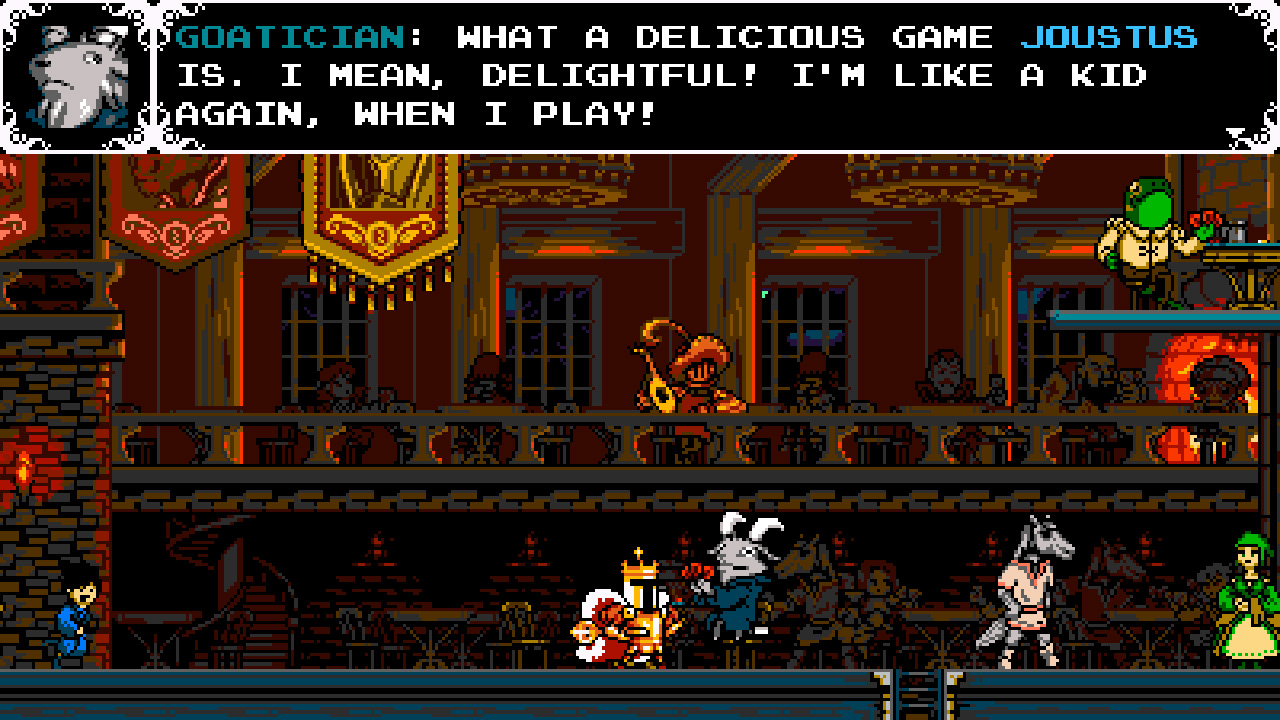 GOATICIAN: WHAT A DELICIOUS GAME JOUSTUS
IS. I MEAN, DELIGHTFUL! I'M LIKE A KID
AGAIN, WHEN I PLAY!